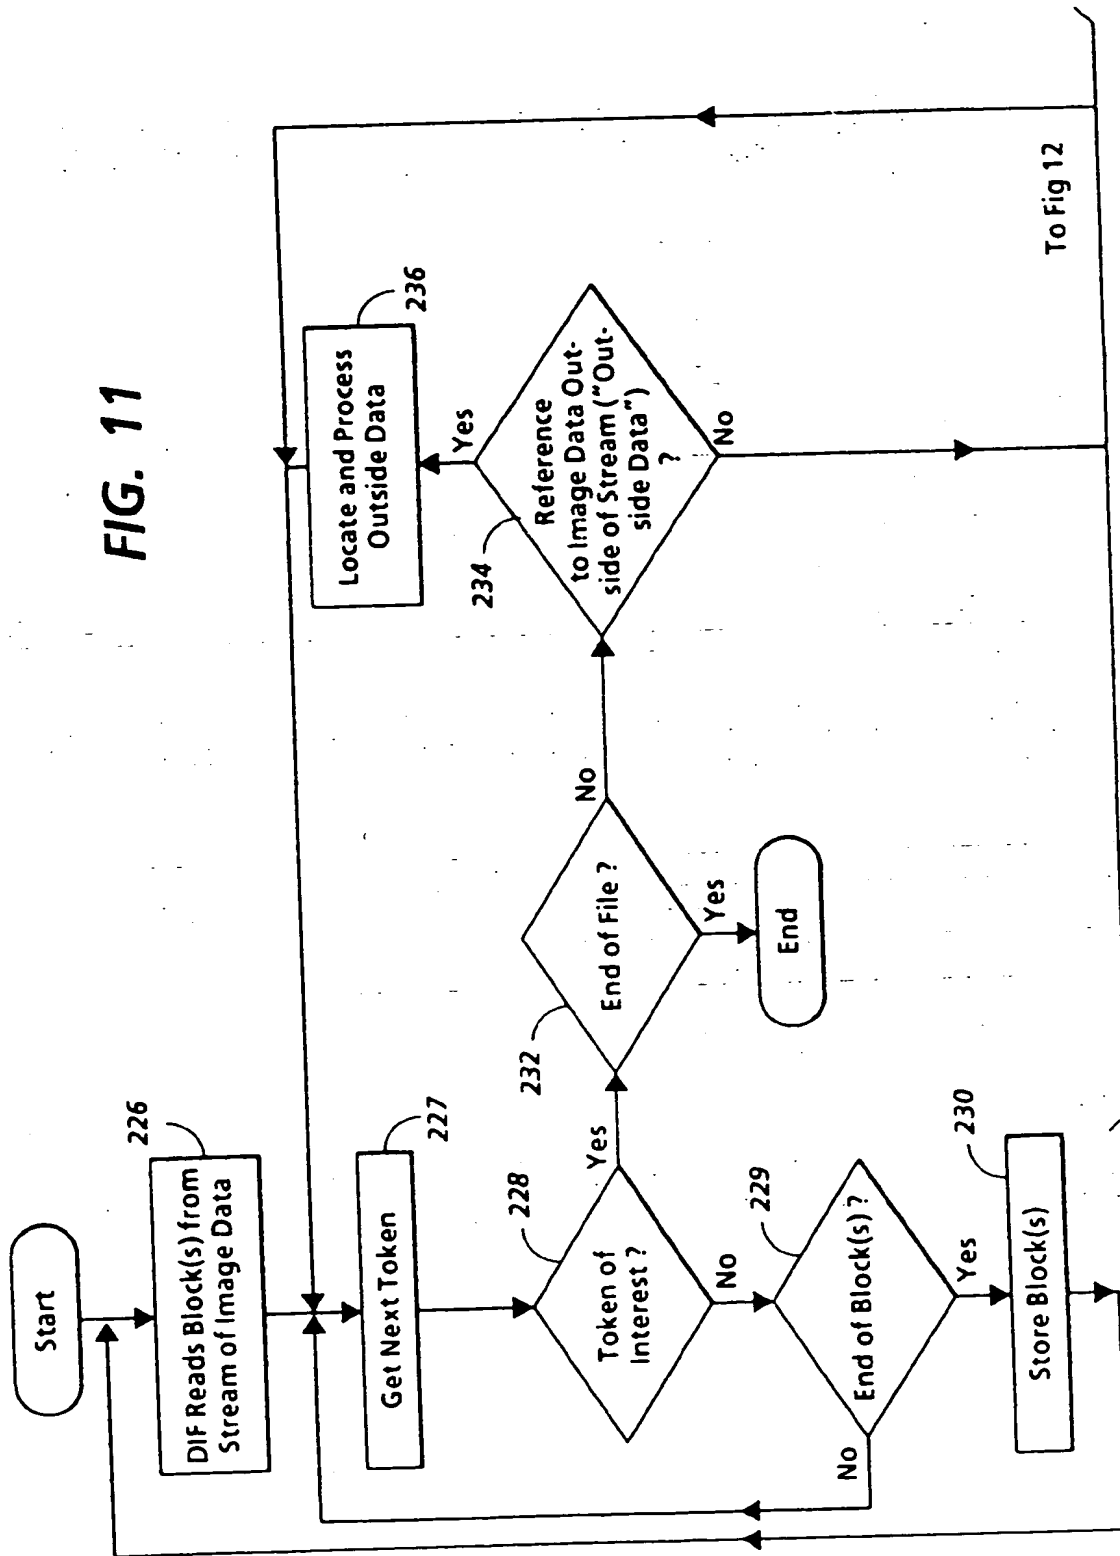 FIG. 11
Start
226
DIF Reads Block(s) from
Stream of Image Data
227
Get Next Token
228
Token of
Interest ?
Yes
No
229
End of Block(s) ?
No
Yes
230
Store Block(s)
232
End of File ?
No
Yes
End
234
Reference
to Image Data Out-
side of Stream ("Out-
side Data")
?
Yes
No
236
Locate and Process
Outside Data
To Fig 12